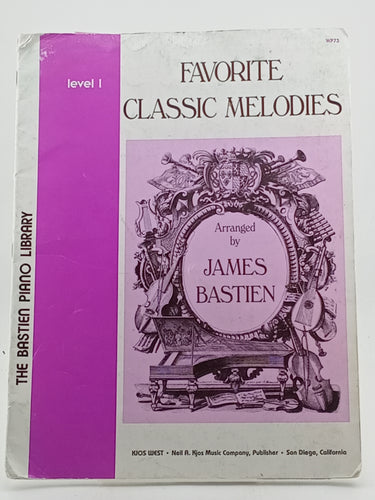 WP73
level I
FAVORITE
CLASSIC MELODIES
THE BASTIEN PIANO LIBRARY
Arranged
by
JAMES
BASTIEN
KJOS WEST • Neil A. Kjos Music Company, Publisher • San Diego, California